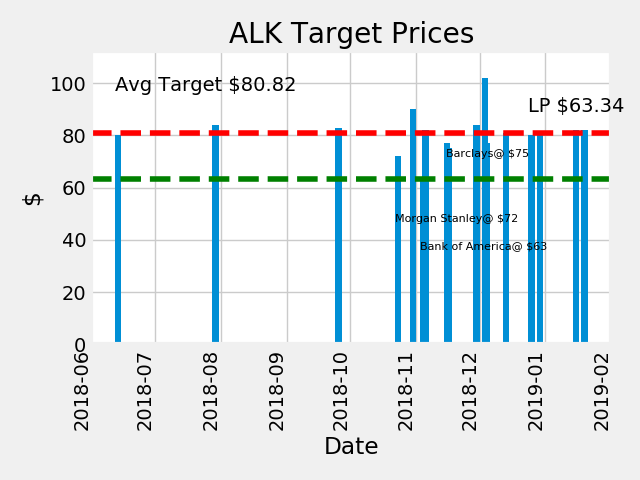 ALK Target Prices
Avg Target $80.82
LP $63.34
Barclays@ $75
Morgan Stanley@ $72
Bank of America@ $63
$
100
80
60
40
20
0
2018-06
2018-07
2018-08
2018-09
2018-10
2018-11
2018-12
2019-01
2019-02
Date